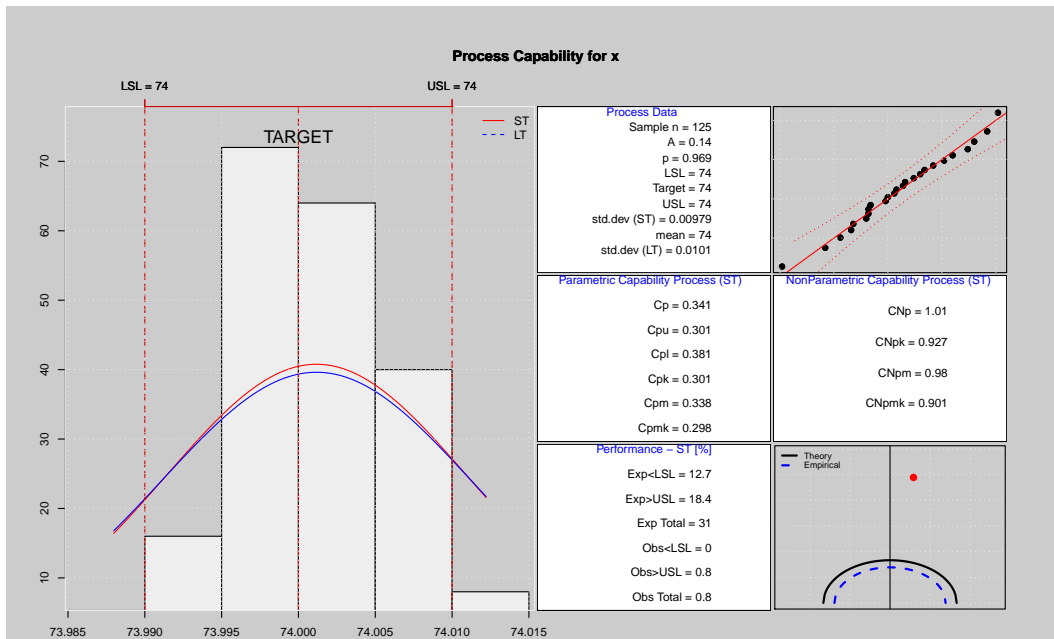 Process Capability for x
LSL = 74
USL = 74
TARGET
ST
LT
70
60
50
40
30
20
10
73.985
73.990
73.995
74.000
74.005
74.010
74.015
Process Data
Sample n = 125
A = 0.14
p = 0.969
LSL = 74
Target = 74
USL = 74
std.dev (ST) = 0.00979
mean = 74
std.dev (LT) = 0.0101
Parametric Capability Process (ST)
Cp = 0.341
Cpu = 0.301
Cpl = 0.381
Cpk = 0.301
Cpm = 0.338
Cpmk = 0.298
NonParametric Capability Process (ST)
CNp = 1.01
CNpk = 0.927
CNpm = 0.98
CNpmk = 0.901
Performance – ST [%]
Exp<LSL = 12.7
Exp>USL = 18.4
Exp Total = 31
Obs<LSL = 0
Obs>USL = 0.8
Obs Total = 0.8
Theory
Empirical